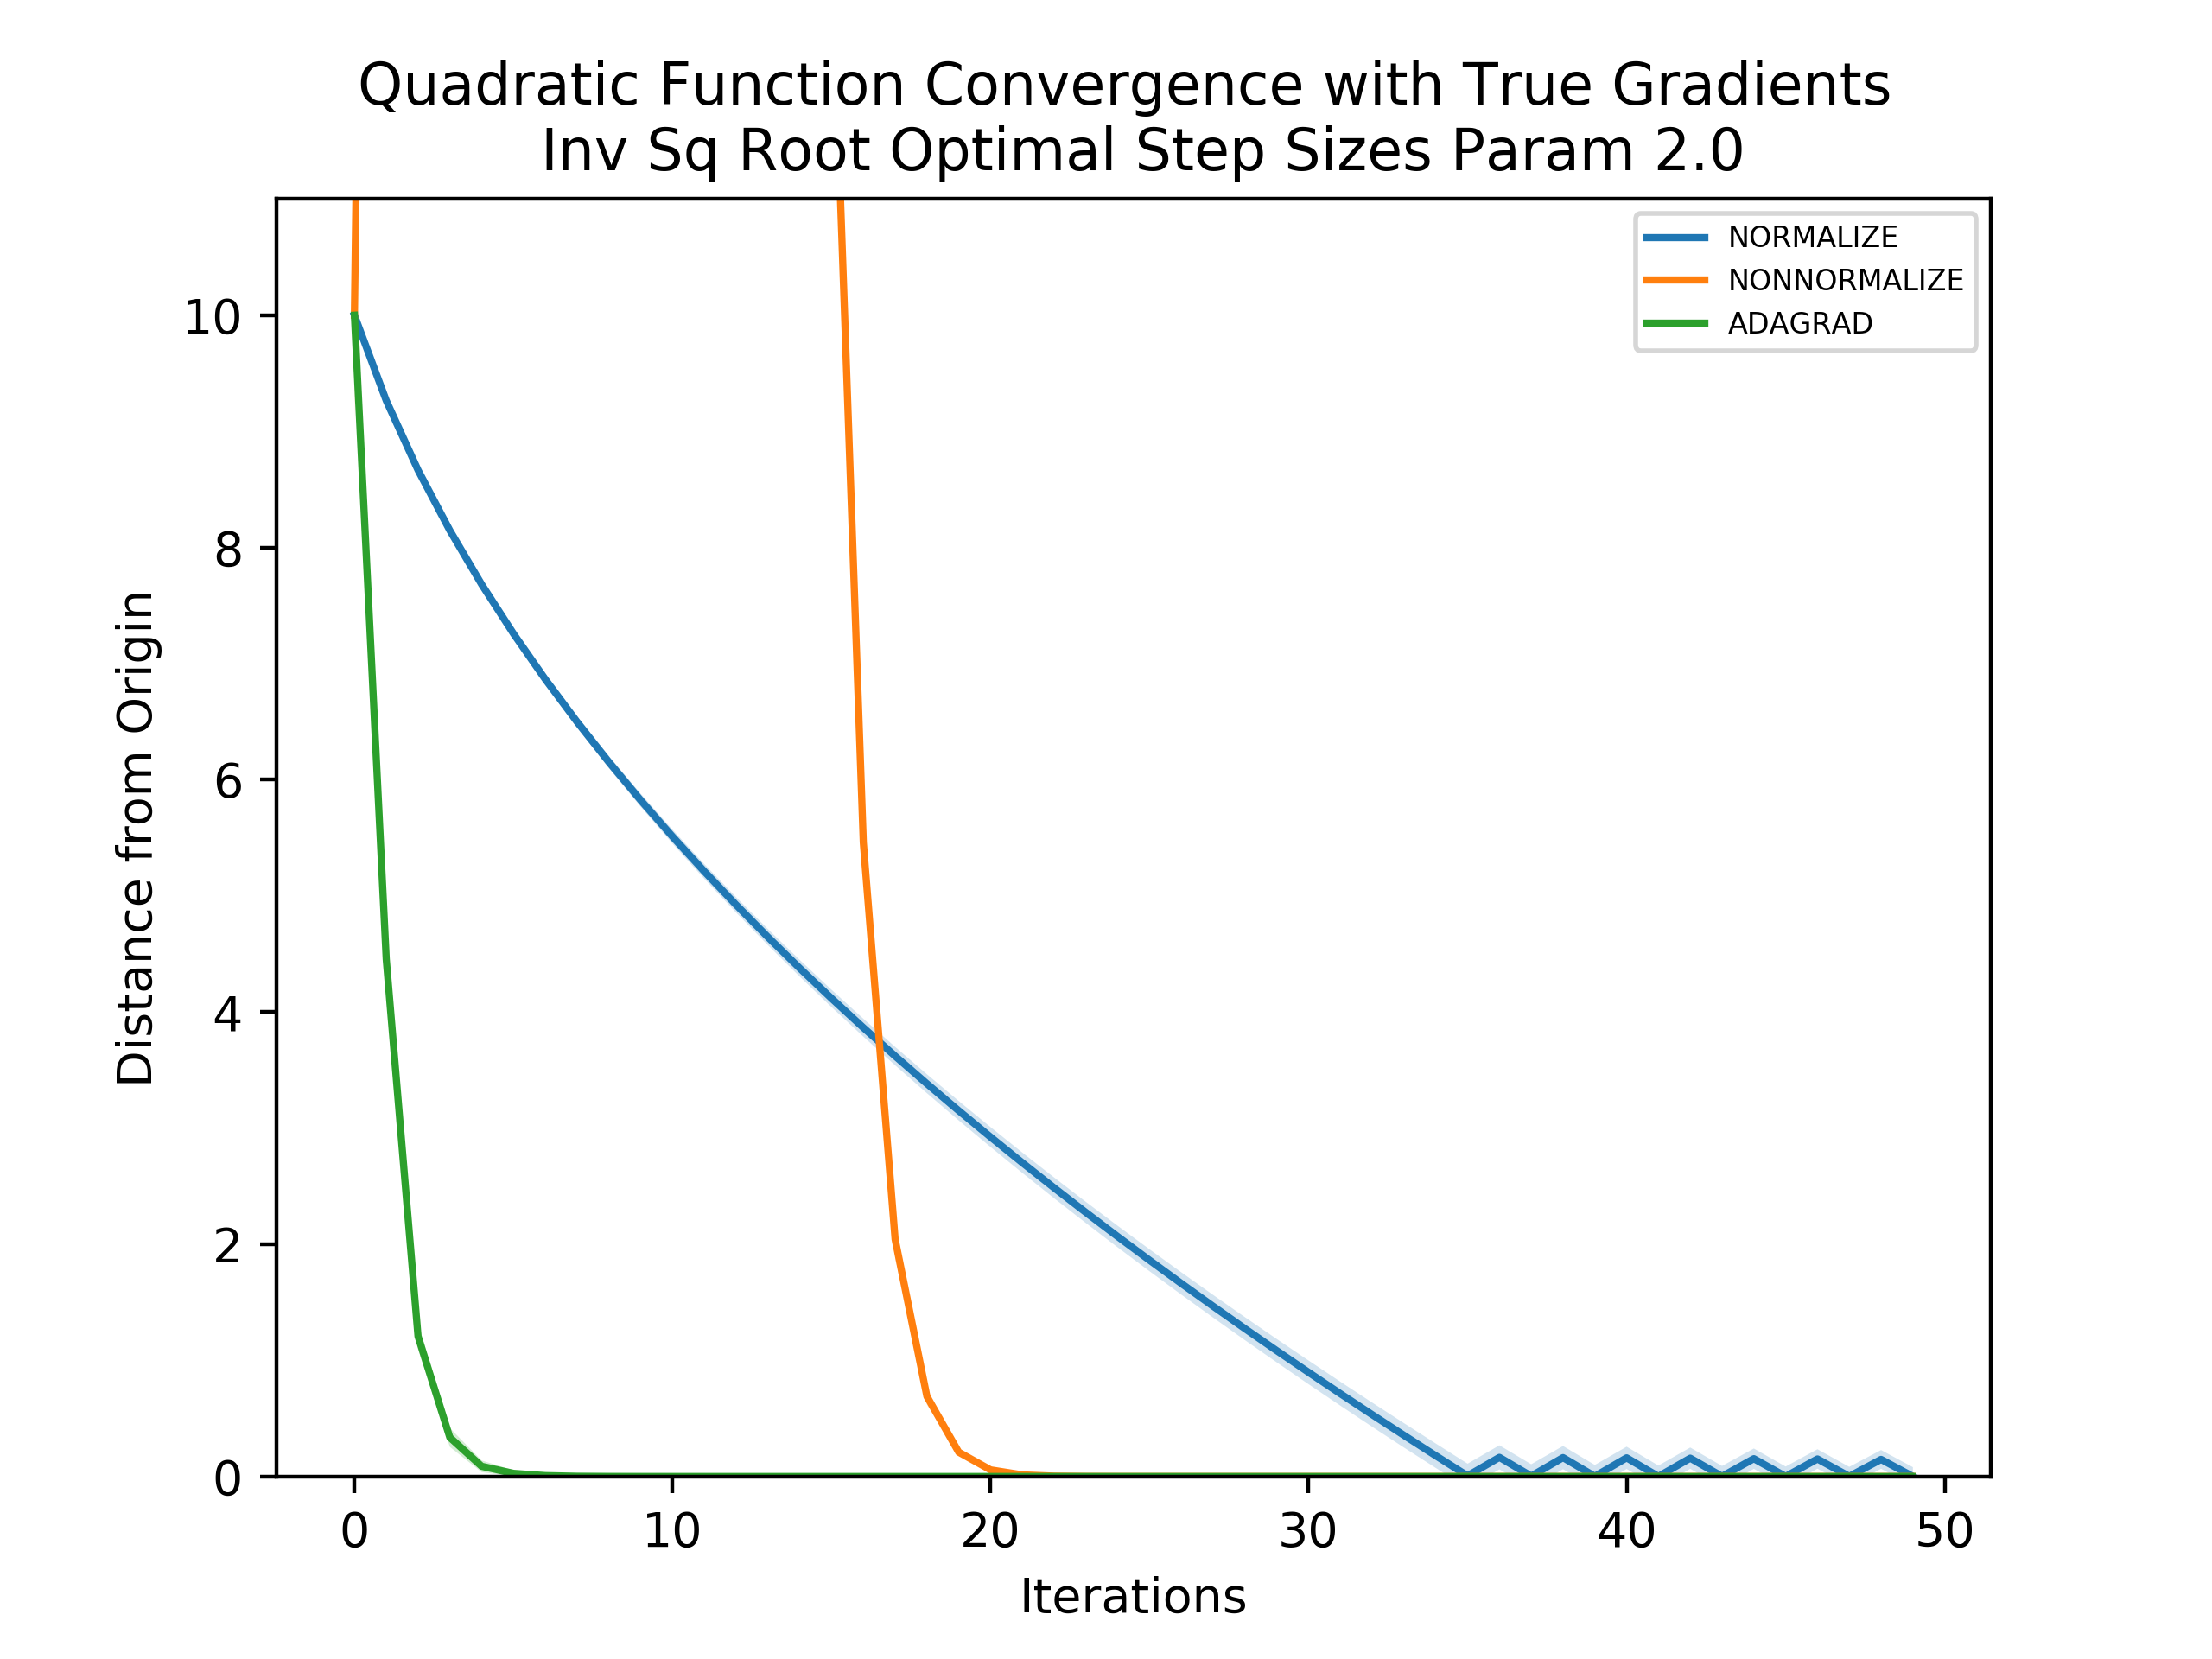 Quadratic Function Convergence with True Gradients
Inv Sq Root Optimal Step Sizes Param 2.0
NORMALIZE
NONNORMALIZE
ADAGRAD
10
8
6
4
2
0
Distance from Origin
0 10 20 30 40 50
Iterations